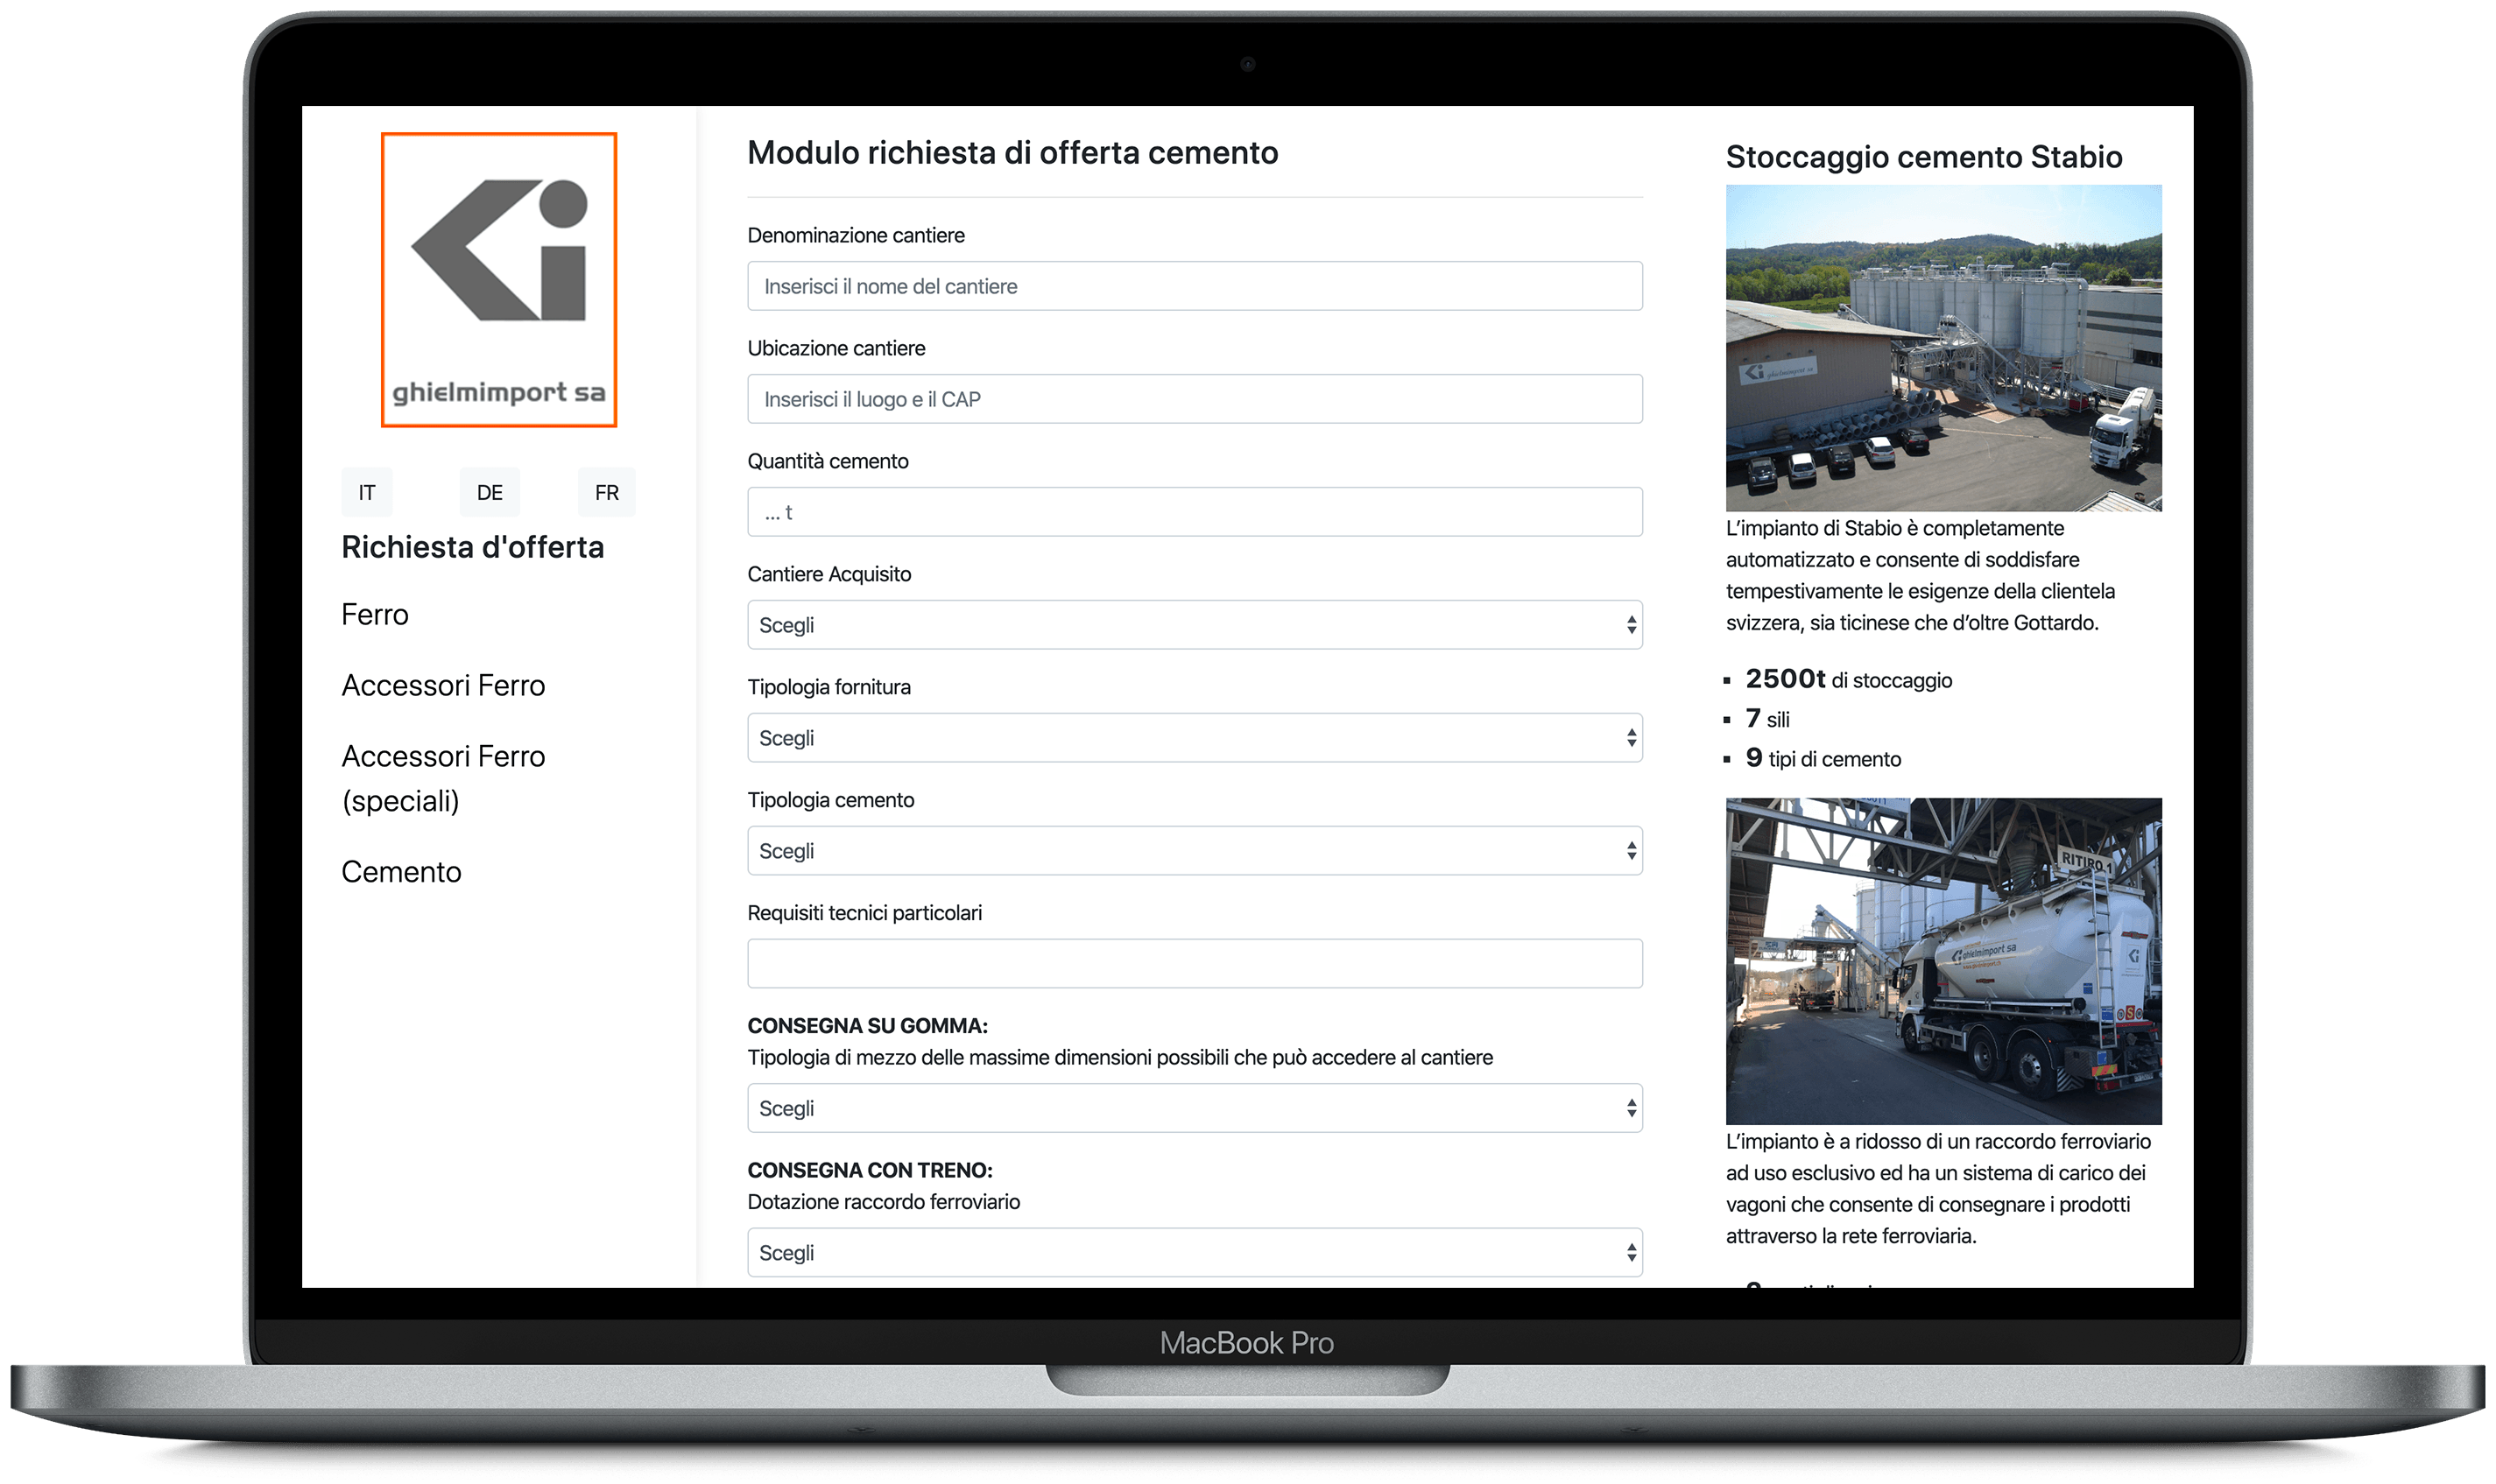 ghielmimport sa
IT
DE
FR
Richiesta d'offerta
Ferro
Accessori Ferro
Accessori Ferro
(speciali)
Cemento
Modulo richiesta di offerta cemento
Denominazione cantiere
Inserisci il nome del cantiere
Ubicazione cantiere
Inserisci il luogo e il CAP
Quantità cemento
... t
Cantiere Acquisito
Scegli
Tipologia fornitura
Scegli
Tipologia cemento
Scegli
Requisiti tecnici particolari
CONSEGNA SU GOMMA:
Tipologia di mezzo delle massime dimensioni possibili che può accedere al cantiere
Scegli
CONSEGNA CON TRENO:
Dotazione raccordo ferroviario
Scegli
Stoccaggio cemento Stabio
ghielmimport sa
L’impianto di Stabio è completamente
automatizzato e consente di soddisfare
tempestivamente le esigenze della clientela
svizzera, sia ticinese che d’oltre Gottardo.
2500t di stoccaggio
7 sili
9 tipi di cemento
RITIRO 1
ghielmimport sa
L’impianto è a ridosso di un raccordo ferroviario
ad uso esclusivo ed ha un sistema di carico dei
vagoni che consente di consegnare i prodotti
attraverso la rete ferroviaria.
MacBook Pro